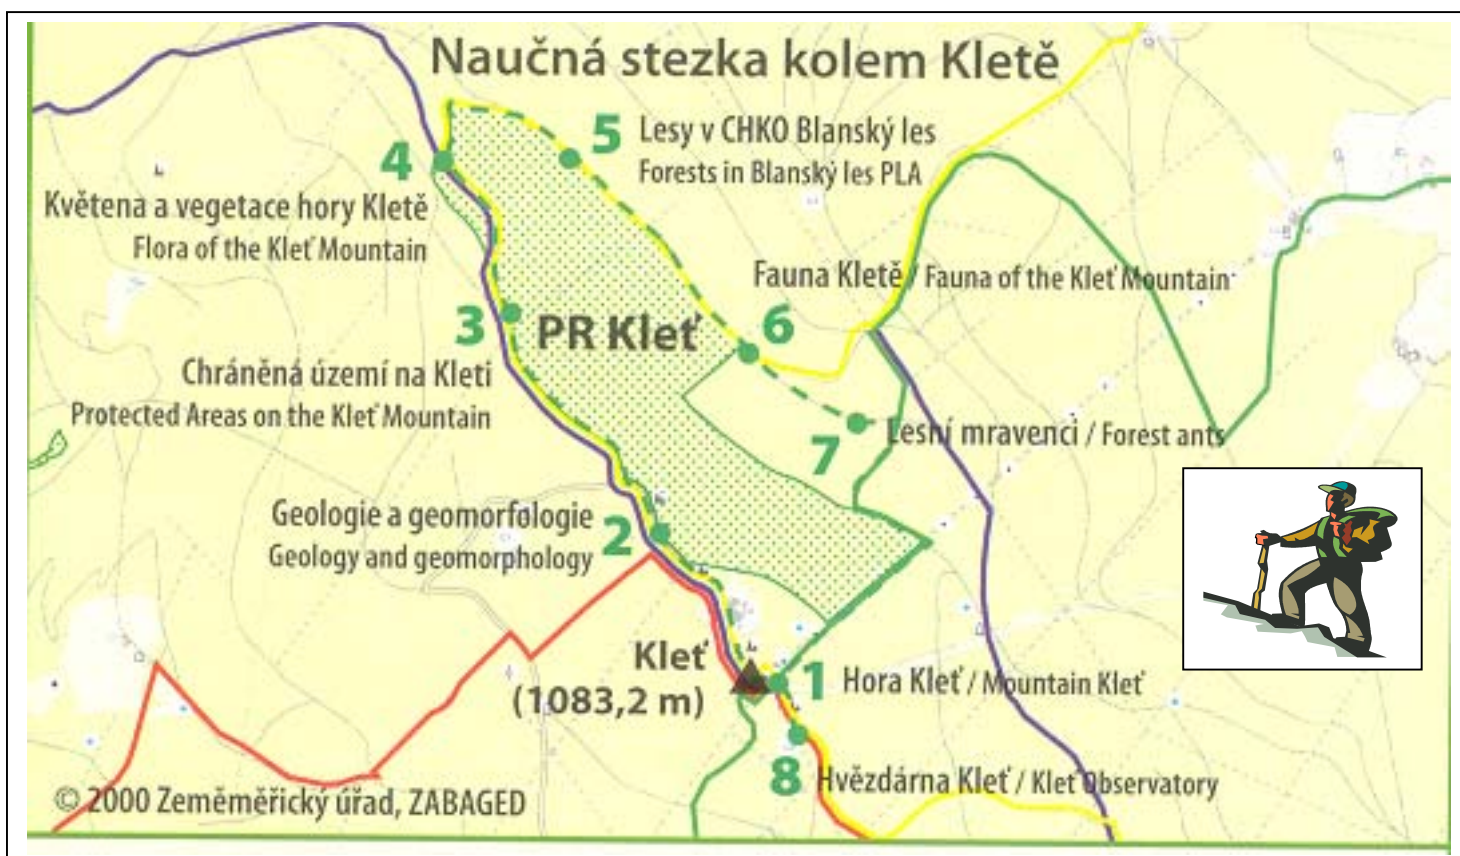 Naučná stezka kolem Kletě
5 Lesy v CHKO Blanský les
Forests in Blanský les PLA
4
Květena a vegetace hory Kletě
Flora of the Kleť Mountain
Fauna Kletě / Fauna of the Kleť Mountain
6
3
PR Kleť
Chráněná území na Kleti
Protected Areas on the Kleť Mountain
7
Lesní mravenci / Forest ants
Geologie a geomorfologie
2
Geology and geomorphology
Kleť
(1083,2 m)
1 Hora Kleť / Mountain Kleť
8 Hvězdárna Kleť / Kleť Observatory
© 2000 Zeměměřický úřad, ZABAGED